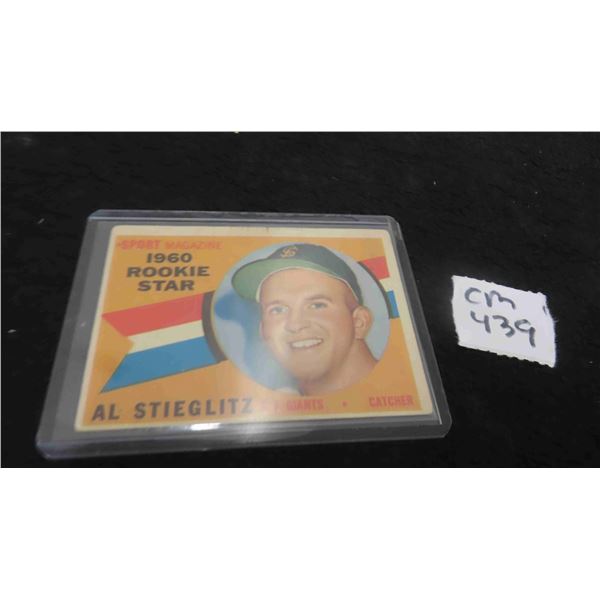 SPORT MAGAZINE
1960
ROOKIE
STAR
AL STIEGLITZ GIANTS • CATCHER
cm
439